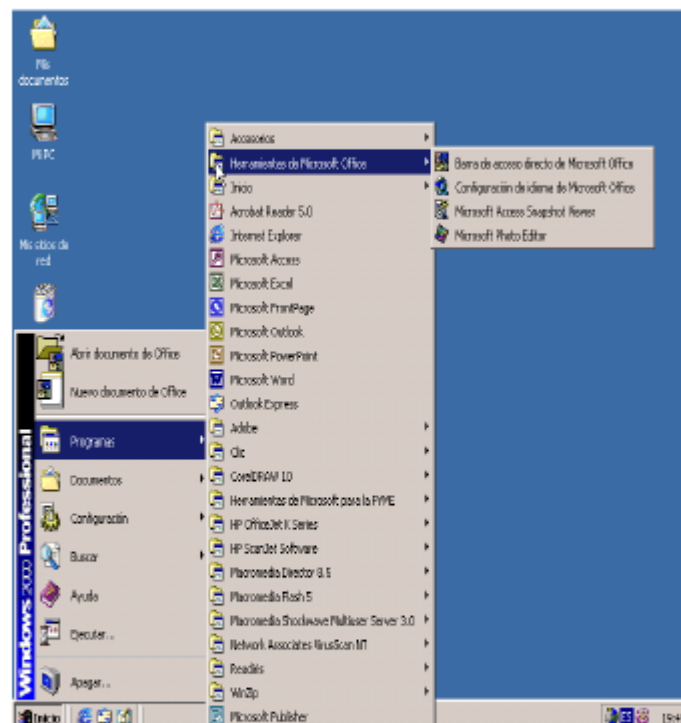 Mis
documentos
Mi PC
Mis sitios de
red
Abrir documento de Office
Nuevo documento de Office
Programas
Documentos
Configuración
Buscar
Ayuda
Ejecutar...
Apagar...
Windows 2000 Professional
Inicio
Accesorios
Herramientas de Microsoft Office
Inicio
Acrobat Reader 5.0
Internet Explorer
Microsoft Access
Microsoft Excel
Microsoft FrontPage
Microsoft Outlook
Microsoft PowerPoint
Microsoft Word
Outlook Express
Adobe
Clic
CorelDRAW 10
Herramientas de Microsoft para la PYME
HP OfficeJet K Series
HP ScanJet Software
Macromedia Director 8.5
Macromedia Flash 5
Macromedia Shockwave Multiuser Server 3.0
Network Associates VirusScan NT
Readiris
WinZip
Microsoft Publisher
Barra de acceso directo de Microsoft Office
Configuración de idioma de Microsoft Office
Microsoft Access Snapshot Viewer
Microsoft Photo Editor
ES